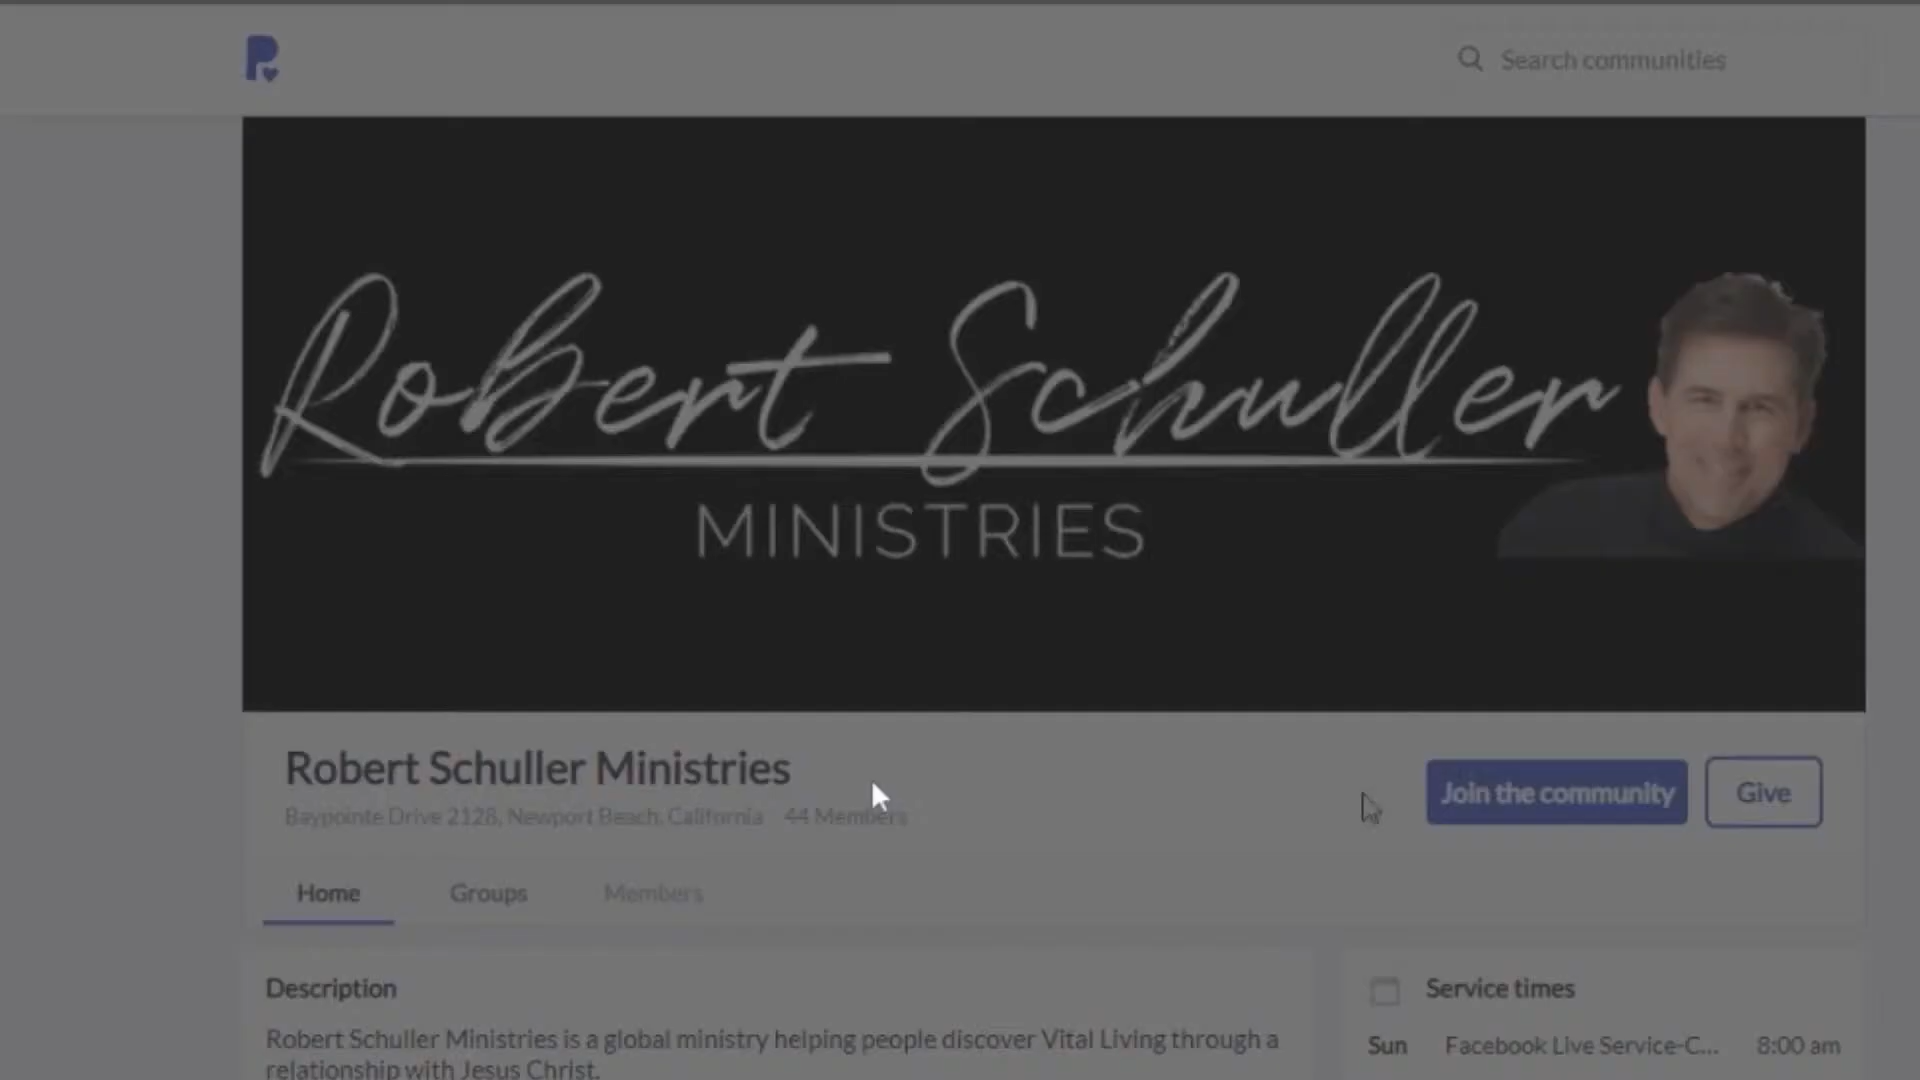 Search communities
Robert Schuller
MINISTRIES
Robert Schuller Ministries
Join the community
Give
Baypointe Drive 2128, Newport Beach, California 44 Members
Home Groups Members
Description
Service times
Robert Schuller Ministries is a global ministry helping people discover Vital Living through a
relationship with Jesus Christ.
Sun Facebook Live Service-C... 8:00 am